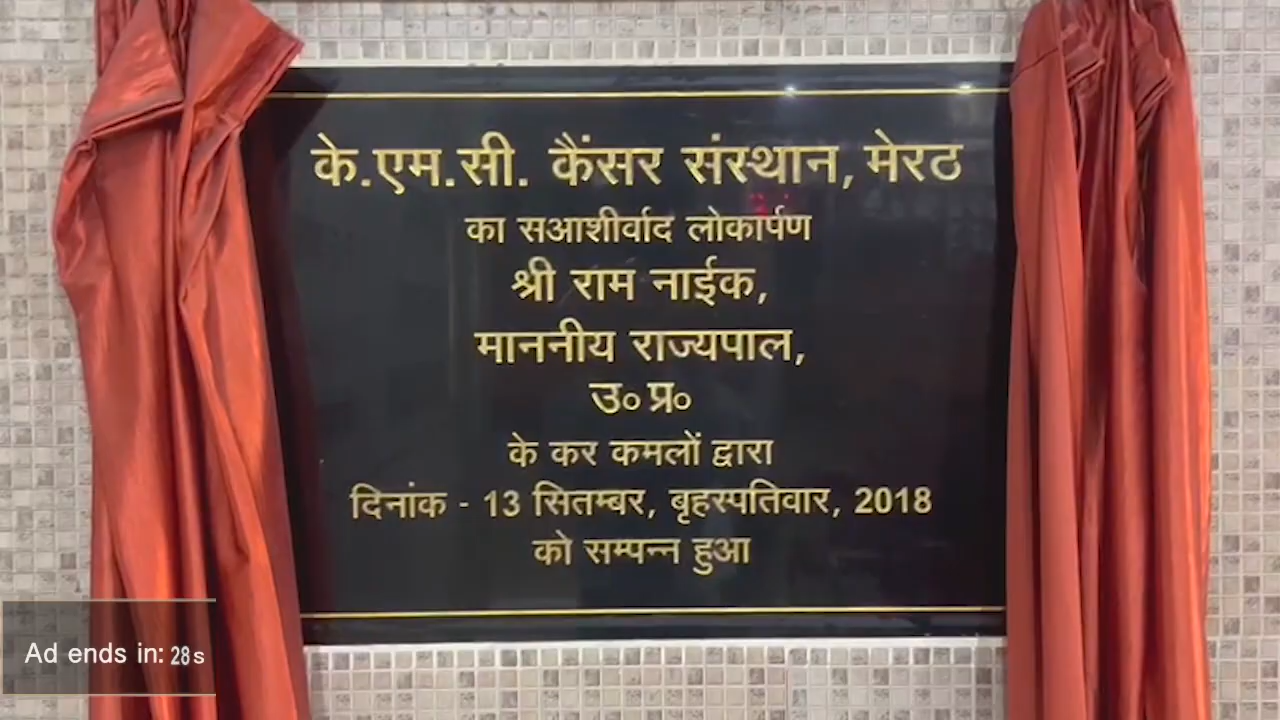 के.एम.सी. कैंसर संस्थान, मेरठ
का सआशीर्वाद लोकार्पण
श्री राम नाईक,
माननीय राज्यपाल,
उ० प्र०
के कर कमलों द्वारा
दिनांक - 13 सितम्बर, बृहस्पतिवार, 2018
को सम्पन्न हुआ
Ad ends in: 28s